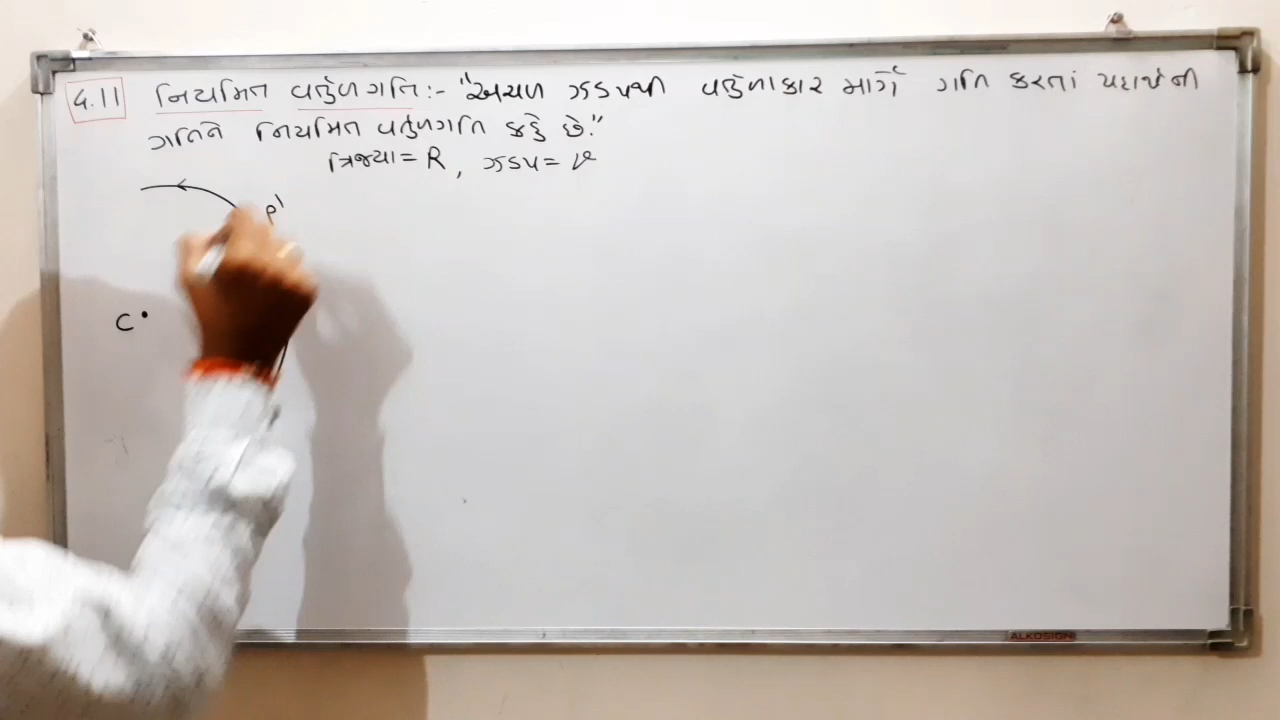 4.11 નિયમિત વર્તુળગતિ:- "અચળ ઝડપથી વર્તુળાકાર માર્ગે ગતિ કરતાં પદાર્થની
ગતિને નિયમિત વર્તુળગતિ કહે છે."
ત્રિજ્યા = R, ઝડપ = v
P'
C
ALKOSIGN